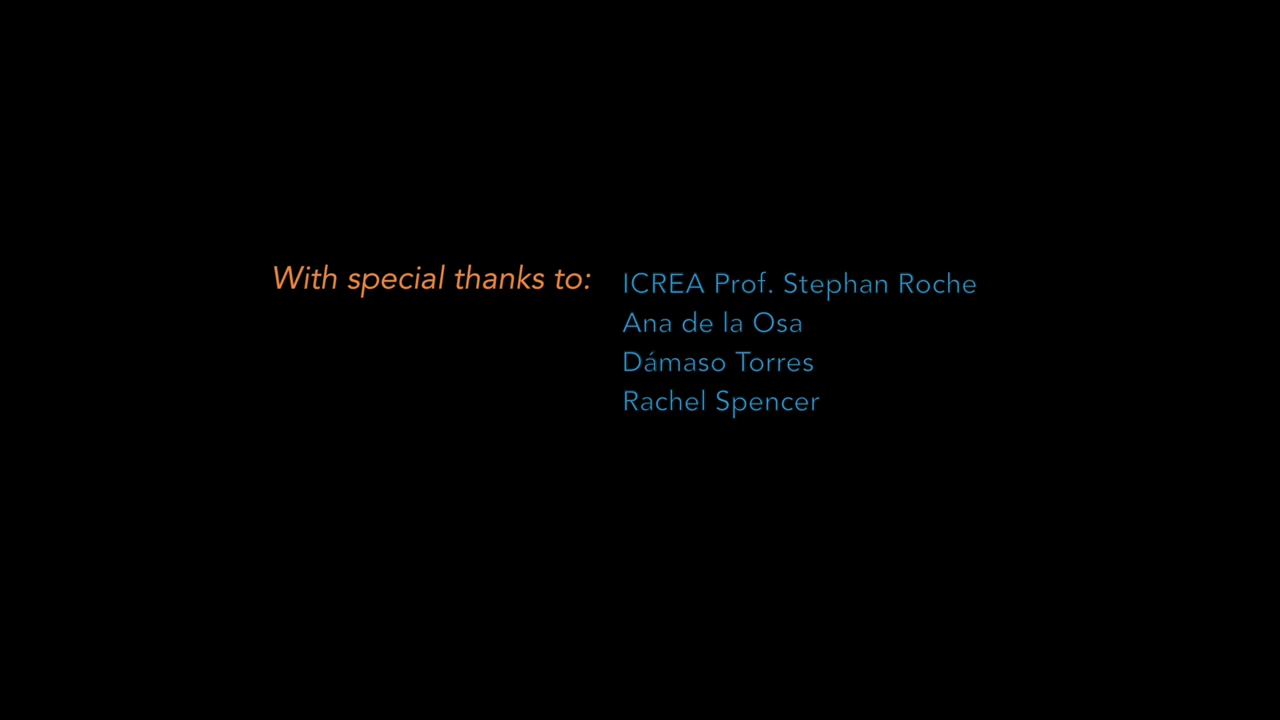 With special thanks to:
ICREA Prof. Stephan Roche
Ana de la Osa
Dámaso Torres
Rachel Spencer